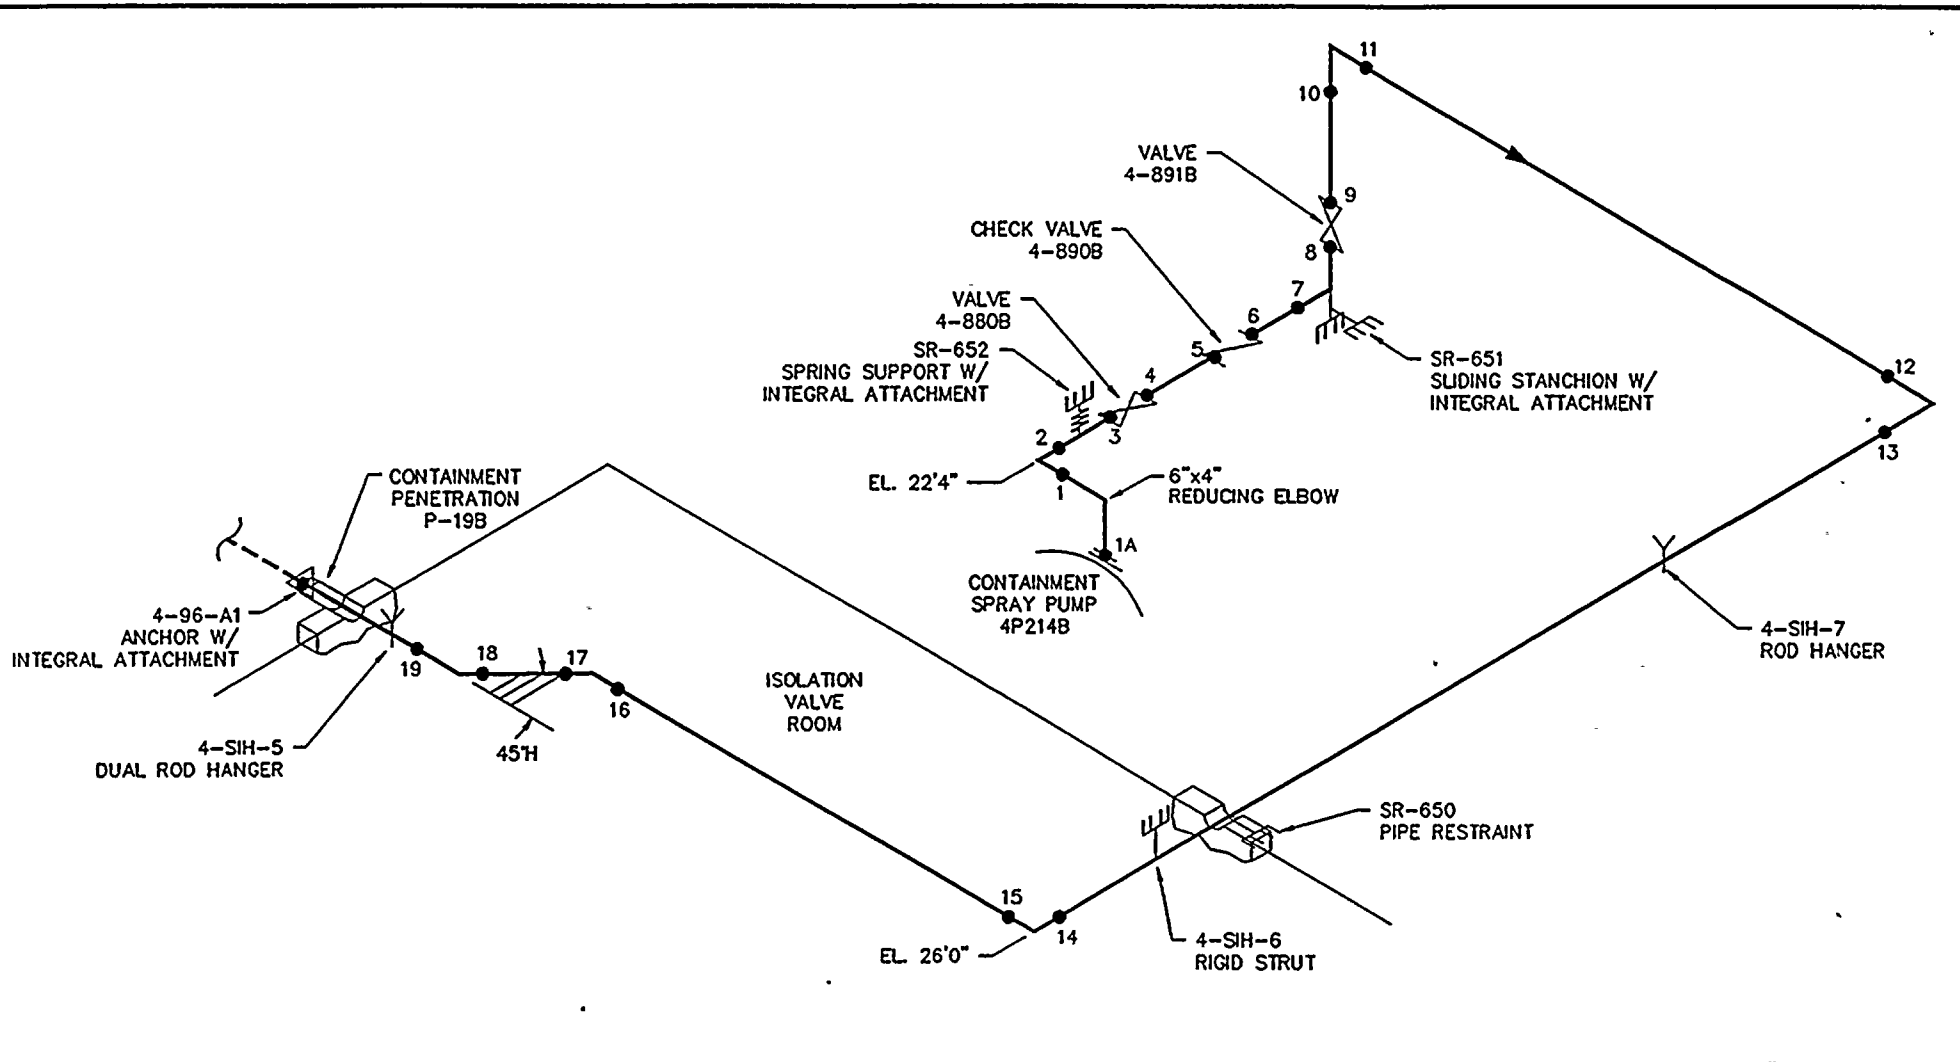 11
10
VALVE
4-891B
9
CHECK VALVE
4-890B
8
7
VALVE
4-880B
6
SR-652
SPRING SUPPORT W/
INTEGRAL ATTACHMENT
5
SR-651
SLIDING STANCHION W/
INTEGRAL ATTACHMENT
12
4
3
2
13
EL. 22'4"
1
6"x4"
REDUCING ELBOW
CONTAINMENT
PENETRATION
P-19B
1A
CONTAINMENT
SPRAY PUMP
4P214B
4-96-A1
ANCHOR W/
INTEGRAL ATTACHMENT
19
18
17
16
4-SIH-7
ROD HANGER
ISOLATION
VALVE
ROOM
45°H
4-SIH-5
DUAL ROD HANGER
SR-650
PIPE RESTRAINT
15
14
EL. 26'0"
4-SIH-6
RIGID STRUT